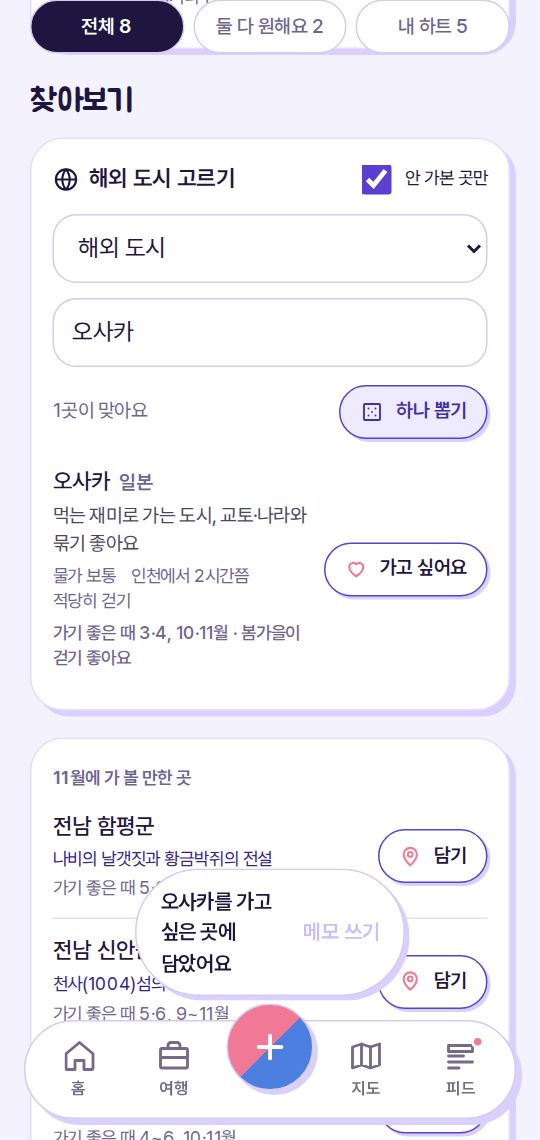 전체 8
둘 다 원해요 2
내 하트 5
찾아보기
해외 도시 고르기
안 가본 곳만
해외 도시
오사카
1곳이 맞아요
하나 뽑기
오사카 일본
먹는 재미로 가는 도시, 교토·나라와
묶기 좋아요
물가 보통 인천에서 2시간쯤
적당히 걷기
가기 좋은 때 3·4, 10·11월 · 봄가을이
걷기 좋아요
가고 싶어요
11월에 가 볼 만한 곳
전남 함평군
나비의 날갯짓과 황금박쥐의 전설
가기 좋은 때 5·
담기
오사카를 가고
싶은 곳에
담았어요
메모 쓰기
전남 신안
천사(1004)섬의
가기 좋은 때 5·6, 9~11월
담기
홈
여행
지도
피드
가기 좋은 때 4~6, 10·11월